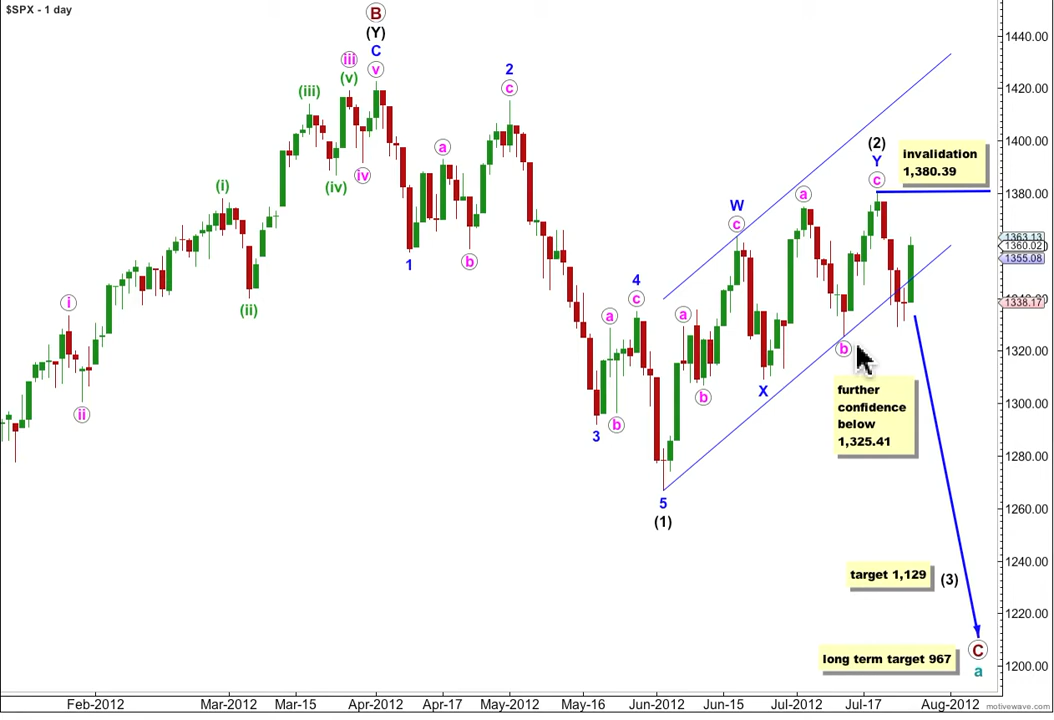 $SPX - 1 day
B
(Y)
C
v
iii
(v)
(iii)
iv
(iv)
(i)
(ii)
i
ii
2
c
a
b
1
4
c
a
b
3
5
(1)
W
c
a
b
X
a
b
(2)
Y
c
invalidation
1,380.39
further
confidence
below
1,325.41
target 1,129
(3)
long term target 967
C
a
1440.00
1420.00
1400.00
1380.00
1363.13
1360.02
1355.08
1338.17
1320.00
1300.00
1280.00
1260.00
1240.00
1220.00
1200.00
Feb-2012
Mar-2012
Mar-15
Apr-2012
Apr-17
May-2012
May-16
Jun-2012
Jun-15
Jul-2012
Jul-17
Aug-2012
motivewave.com